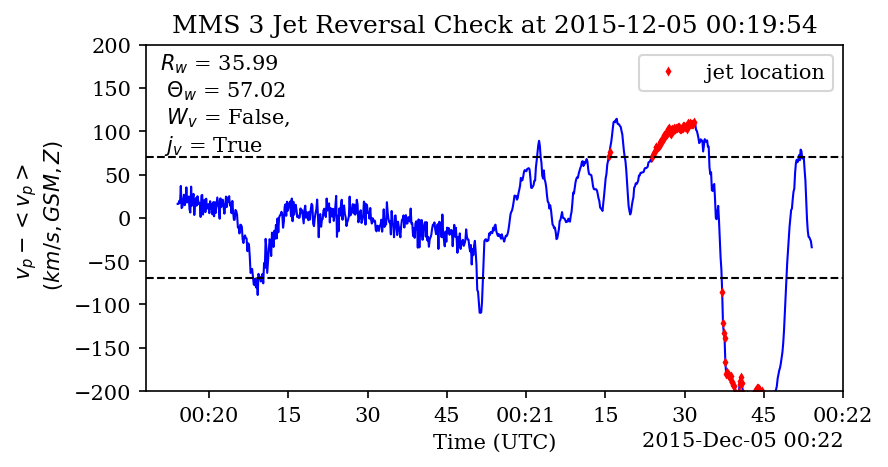 MMS 3 Jet Reversal Check at 2015-12-05 00:19:54
200
150
100
50
0
−50
−100
−150
−200
v_p − <v_p>
(km/s, GSM, Z)
R_w = 35.99
Θ_w = 57.02
W_v = False,
j_v = True
jet location
00:20 15 30 45 00:21 15 30 45 00:22
Time (UTC)
2015-Dec-05 00:22